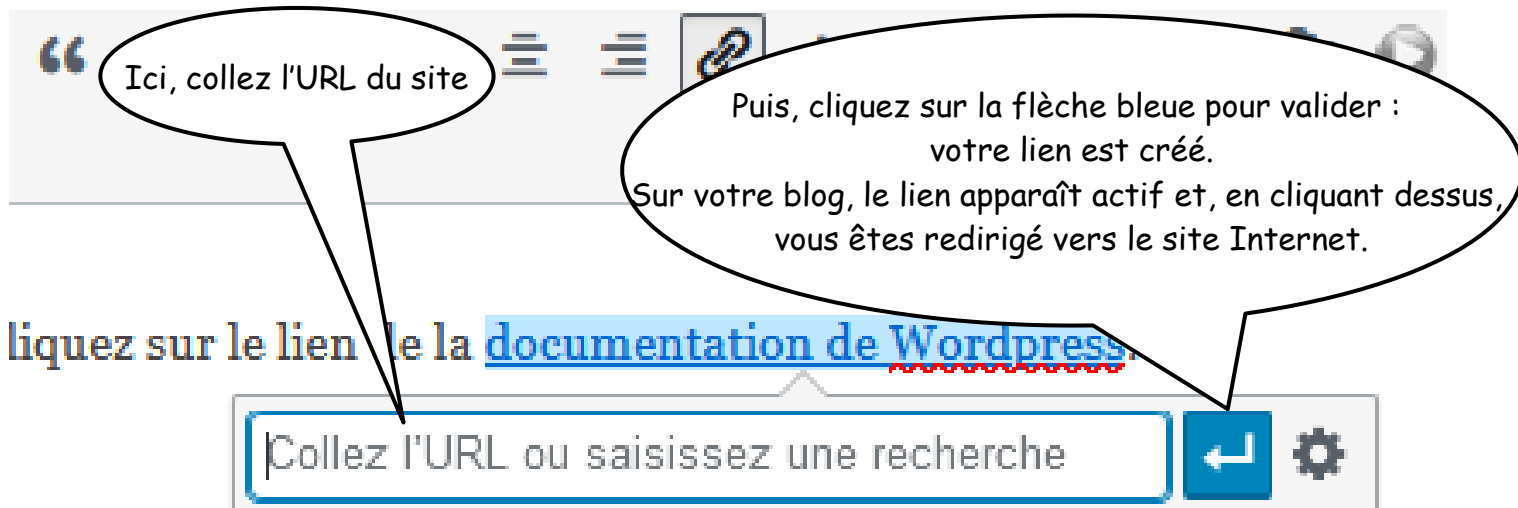 Ici, collez l'URL du site
Puis, cliquez sur la flèche bleue pour valider :
votre lien est créé.
Sur votre blog, le lien apparaît actif et, en cliquant dessus,
vous êtes redirigé vers le site Internet.
liquez sur le lien de la documentation de Wordpress.
Collez l'URL ou saisissez une recherche